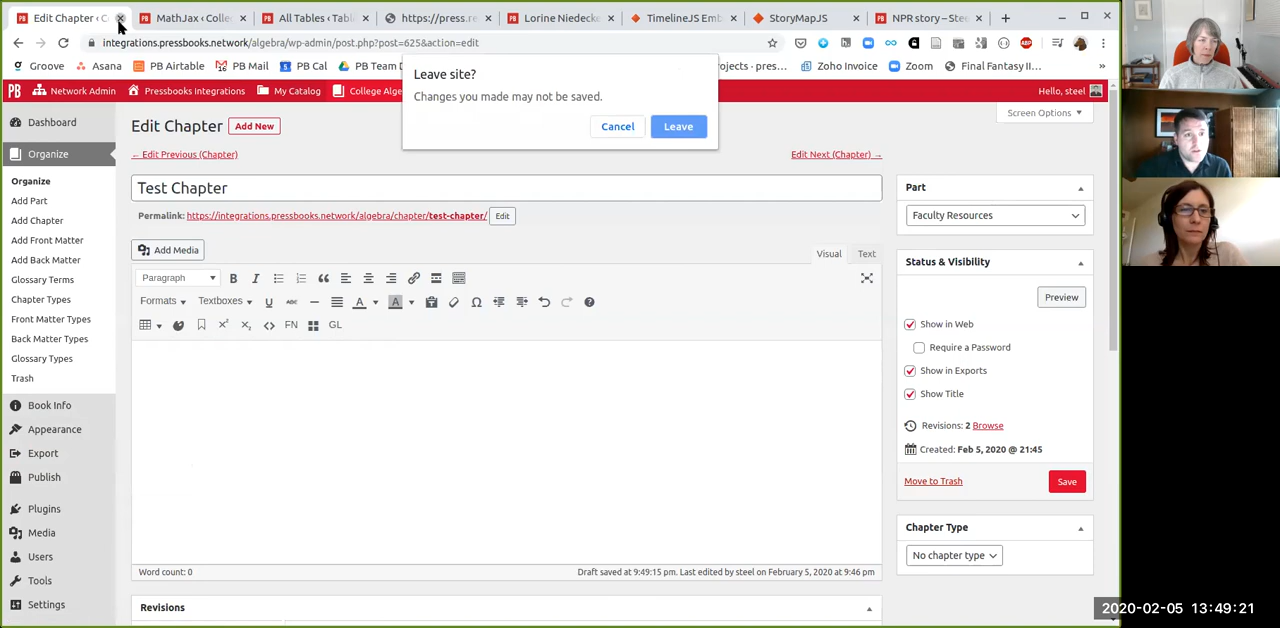 Edit Chapter ‹ C
MathJax ‹ Colle
All Tables ‹ Tabl
https://press.re
Lorine Niedecke
TimelineJS Emb
StoryMapJS
NPR story – Stee
integrations.pressbooks.network/algebra/wp-admin/post.php?post=625&action=edit
Groove
Asana
PB Airtable
PB Mail
PB Cal
PB Team D
rojects - pres…
Zoho Invoice
Zoom
Final Fantasy II…
»
Leave site?
Changes you made may not be saved.
Cancel
Leave
PB
Network Admin
Pressbooks Integrations
My Catalog
College Alge
Hello, steel
Dashboard
Organize
Organize
Add Part
Add Chapter
Add Front Matter
Add Back Matter
Glossary Terms
Chapter Types
Front Matter Types
Back Matter Types
Glossary Types
Trash
Book Info
Appearance
Export
Publish
Plugins
Media
Users
Tools
Settings
Edit Chapter
Add New
Screen Options
← Edit Previous (Chapter)
Edit Next (Chapter) →
Test Chapter
Permalink: https://integrations.pressbooks.network/algebra/chapter/test-chapter/ Edit
Add Media
Visual
Text
Paragraph
B I
Formats
Textboxes
U ABC A A Ω
X² X₂ <> FN GL
Word count: 0
Draft saved at 9:49:15 pm. Last edited by steel on February 5, 2020 at 9:46 pm
Revisions
Part
Faculty Resources
Status & Visibility
Preview
Show in Web
Require a Password
Show in Exports
Show Title
Revisions: 2 Browse
Created: Feb 5, 2020 @ 21:45
Move to Trash
Save
Chapter Type
No chapter type
2020-02-05 13:49:21